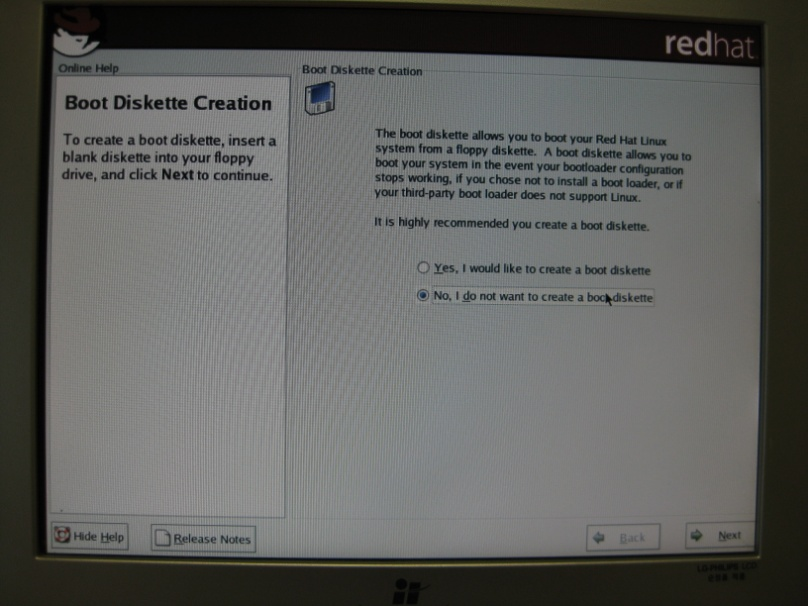 redhat
Online Help
Boot Diskette Creation
To create a boot diskette, insert a
blank diskette into your floppy
drive, and click Next to continue.
Boot Diskette Creation
The boot diskette allows you to boot your Red Hat Linux
system from a floppy diskette. A boot diskette allows you to
boot your system in the event your bootloader configuration
stops working, if you chose not to install a boot loader, or if
your third-party boot loader does not support Linux.
It is highly recommended you create a boot diskette.
Yes, I would like to create a boot diskette
No, I do not want to create a boot diskette
Hide Help
Release Notes
Back
Next
LG·PHILIPS LCD